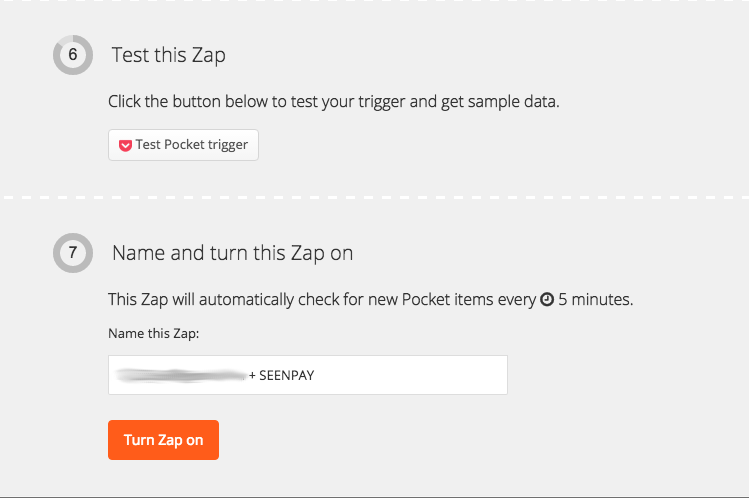 6 Test this Zap
Click the button below to test your trigger and get sample data.
Test Pocket trigger
7 Name and turn this Zap on
This Zap will automatically check for new Pocket items every 5 minutes.
Name this Zap:
+ SEENPAY
Turn Zap on